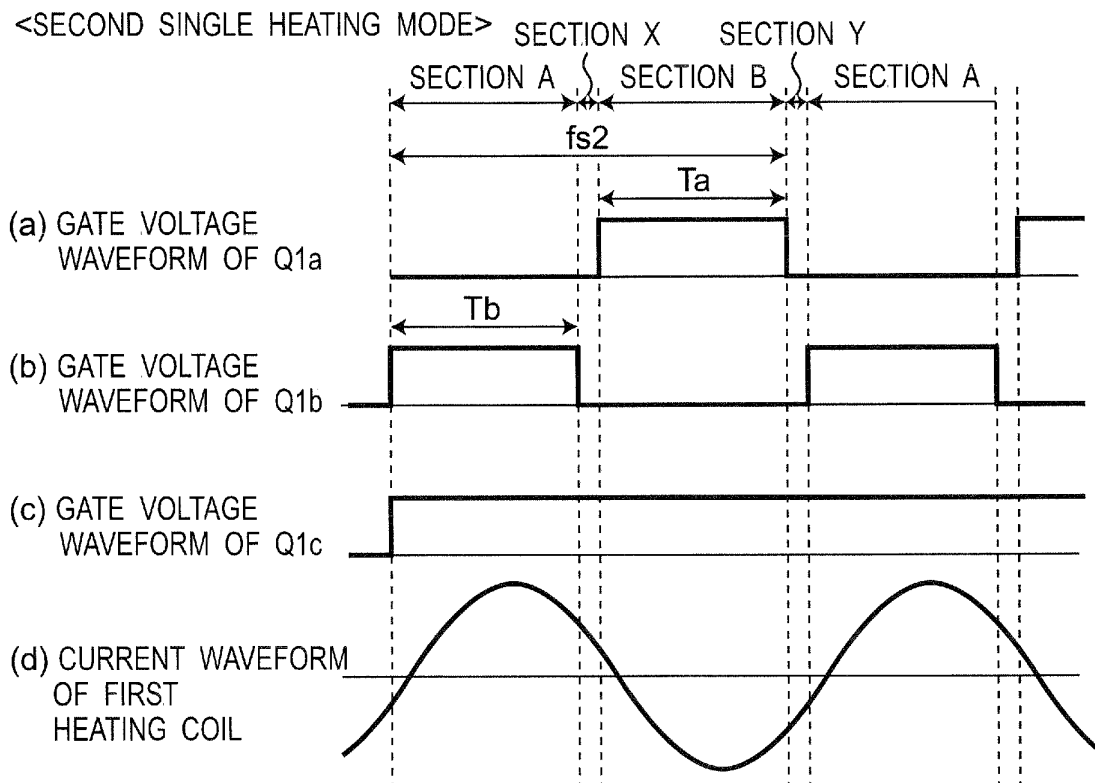 <SECOND SINGLE HEATING MODE>
SECTION X
SECTION Y
SECTION A
SECTION B
SECTION A
fs2
Ta
(a) GATE VOLTAGE
WAVEFORM OF Q1a
Tb
(b) GATE VOLTAGE
WAVEFORM OF Q1b
(c) GATE VOLTAGE
WAVEFORM OF Q1c
(d) CURRENT WAVEFORM
OF FIRST
HEATING COIL